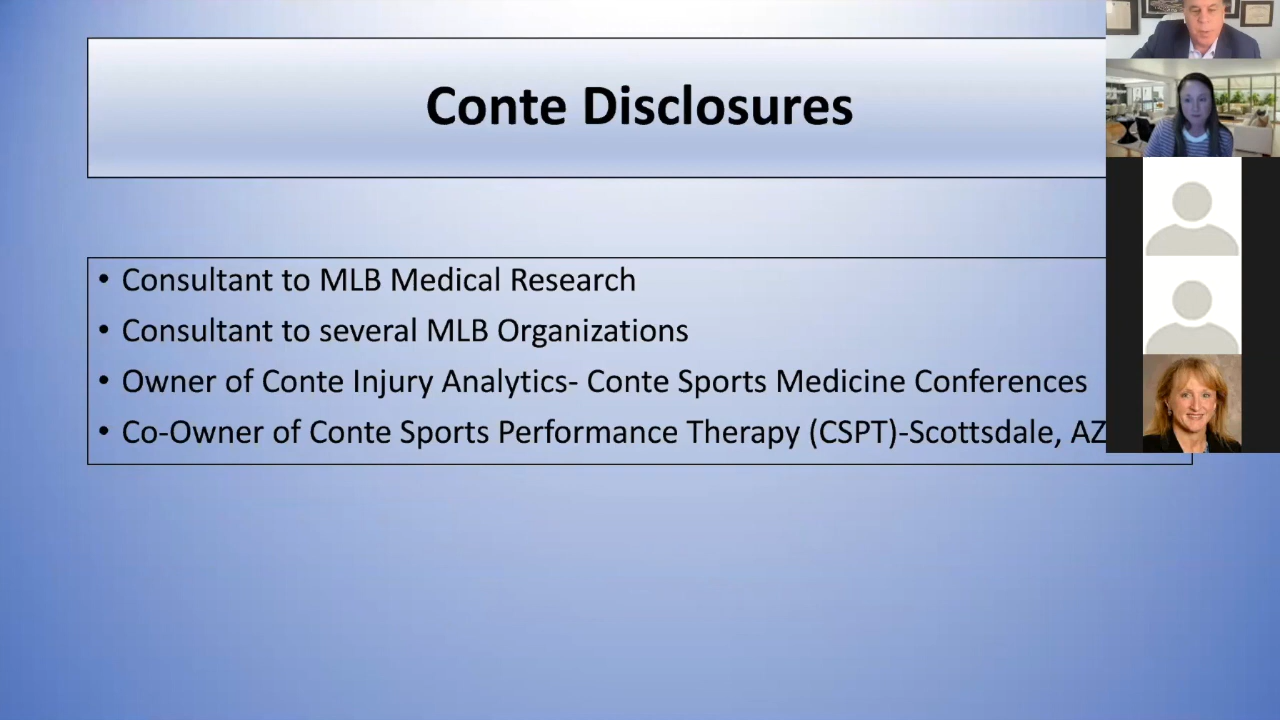 Conte Disclosures
• Consultant to MLB Medical Research
• Consultant to several MLB Organizations
• Owner of Conte Injury Analytics- Conte Sports Medicine Conferences
• Co-Owner of Conte Sports Performance Therapy (CSPT)-Scottsdale, AZ